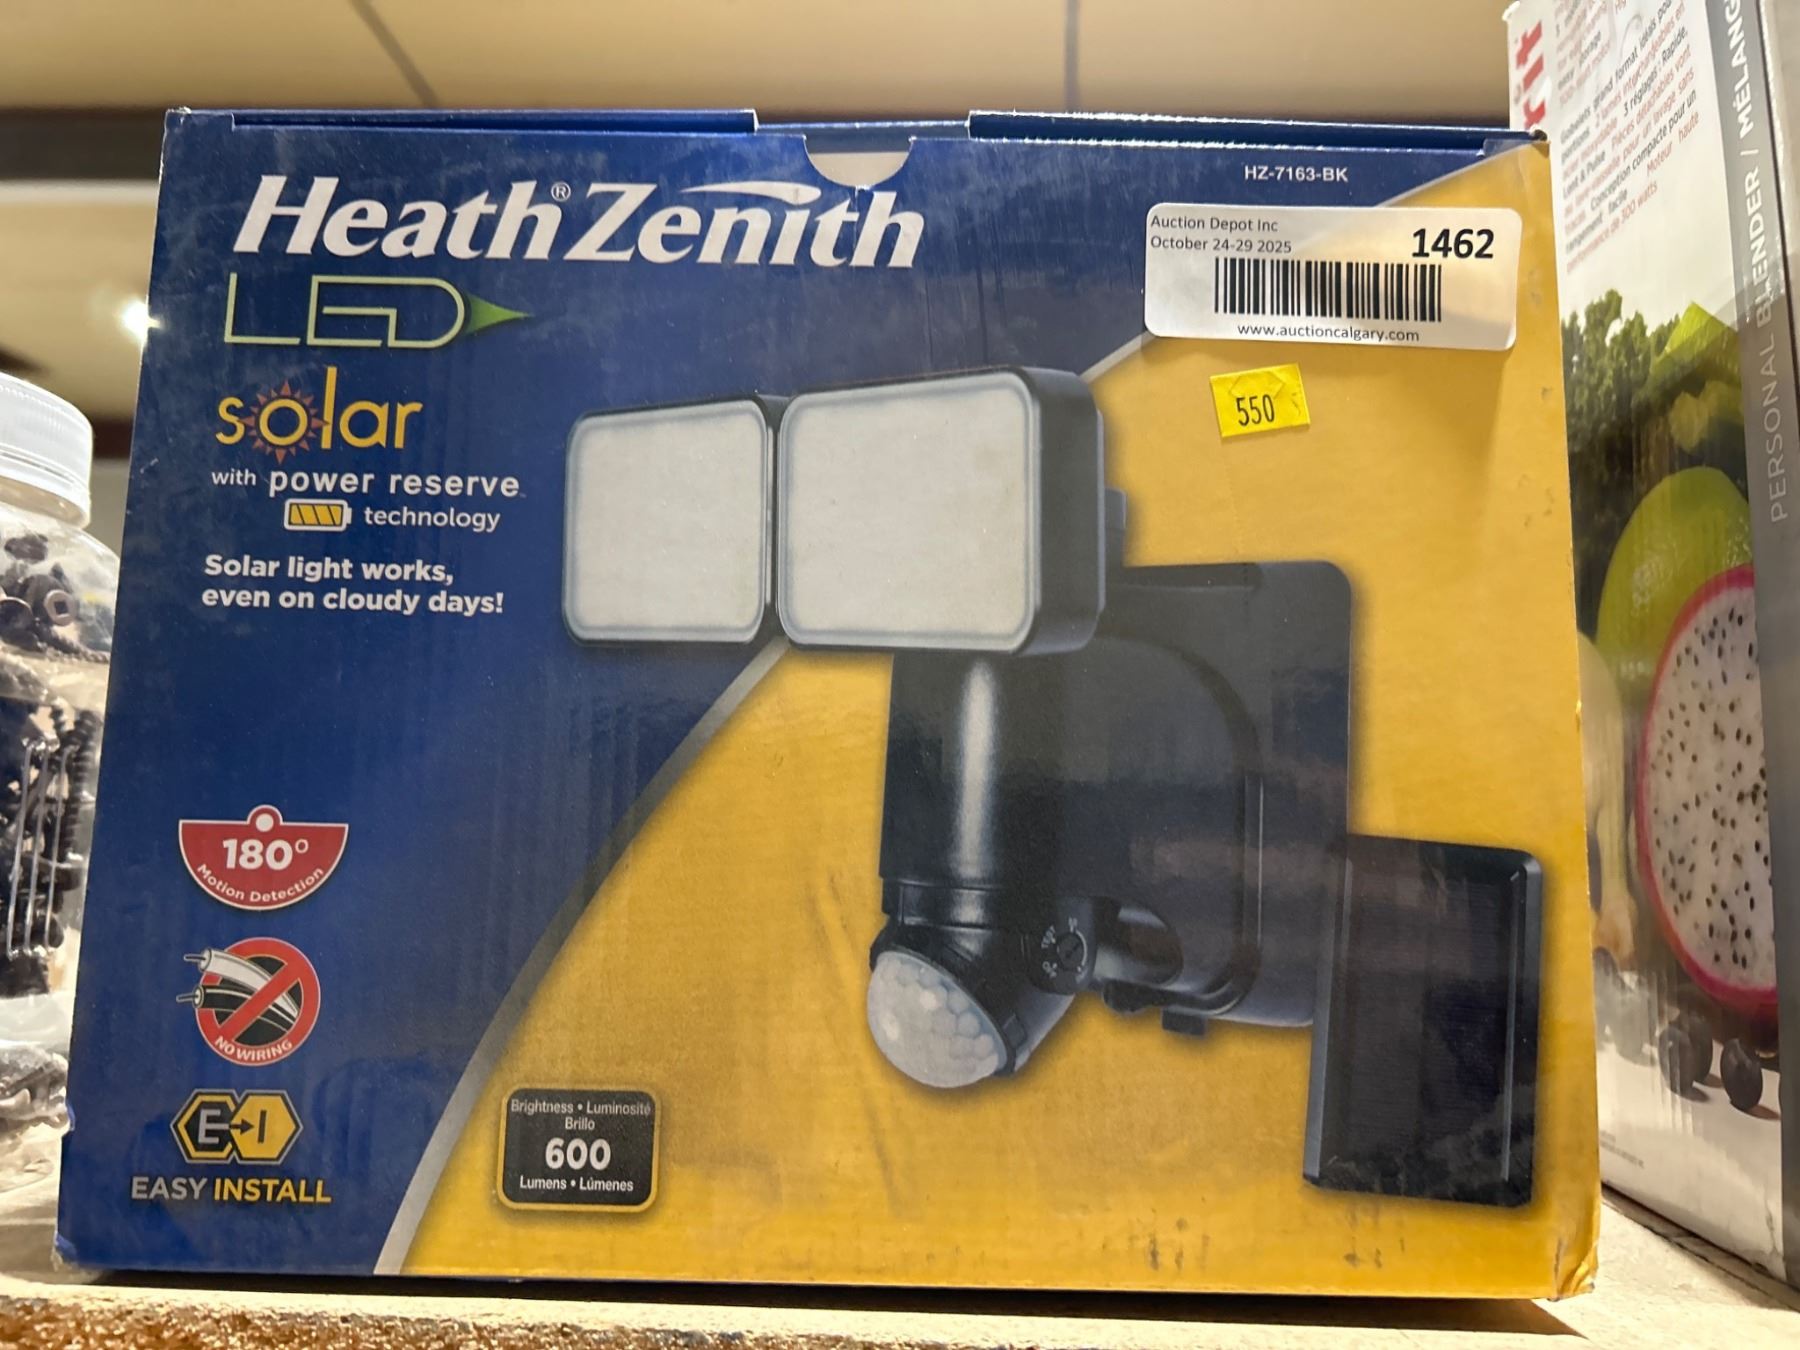 HZ-7163-BK
Heath® Zenith
LED
solar
with power reserve
technology
Solar light works,
even on cloudy days!
Auction Depot Inc
October 24-29 2025
1462
www.auctioncalgary.com
550
180°
Motion Detection
NO WIRING
E I
EASY INSTALL
Brightness • Luminosité
Brillo
600
Lumens • Lúmenes
TEST
PERSONAL BLENDER / MÉLANG